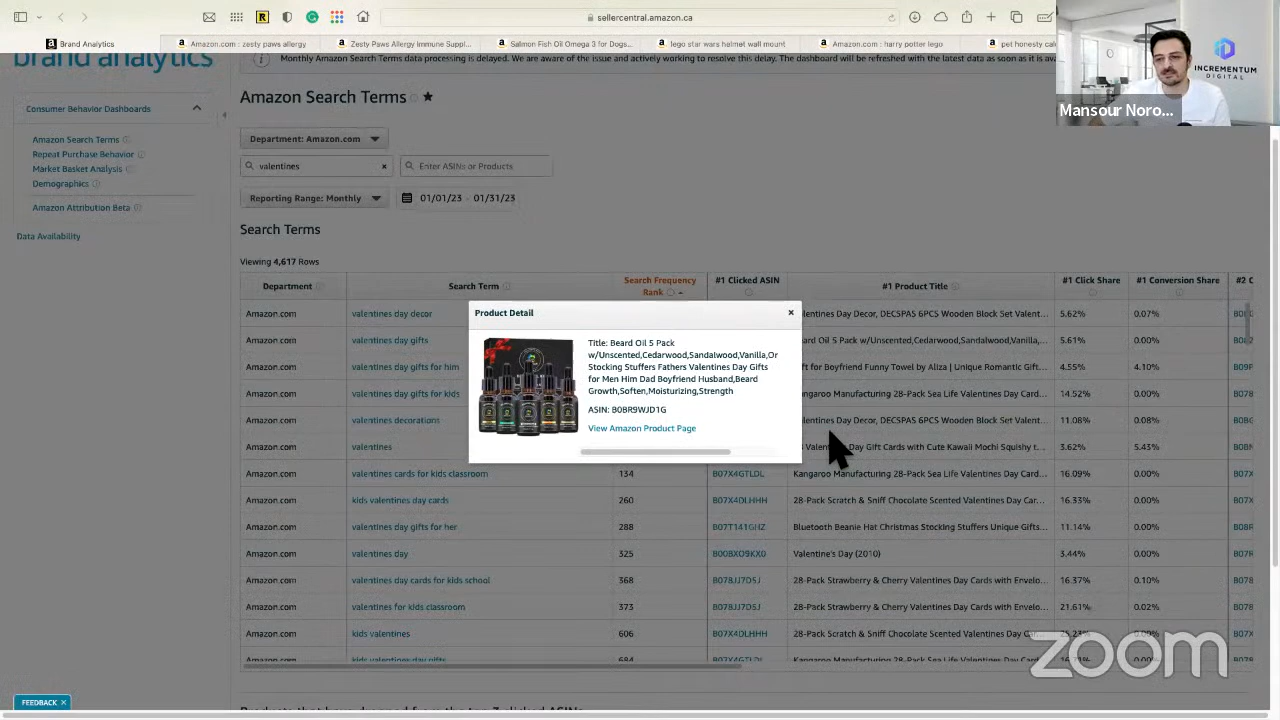 sellercentral.amazon.ca
Brand Analytics
Amazon.com : zesty paws allergy
Zesty Paws Allergy Immune Suppl...
Salmon Fish Oil Omega 3 for Dogs...
lego star wars helmet wall mount
Amazon.com : harry potter lego
INCREMENTUM
DIGITAL
Mansour Noro...
brand analytics
Monthly Amazon Search Terms data processing is delayed. We are aware of the issue and actively working to resolve this delay. The dashboard will be refreshed with the latest data as soon as it is
Consumer Behavior Dashboards
Amazon Search Terms
Repeat Purchase Behavior
Market Basket Analysis
Demographics
Amazon Attribution Beta
Data Availability
Amazon Search Terms
Department: Amazon.com
valentines
Enter ASINs or Products
Reporting Range: Monthly
01/01/23 - 01/31/23
Search Terms
Viewing 4,617 Rows
Department Search Term Search Frequency Rank #1 Clicked ASIN #1 Product Title #1 Click Share #1 Conversion Share
Amazon.com valentines day decor Day Decor, DECSPAS 6PCS Wooden Block Set 5.62% 0.07%
Amazon.com valentines day gifts Oil 5 Pack w/Unscented,Cedarwood,Sandalwood,Vanilla, 5.61% 0.00%
Amazon.com valentines day gifts for him for Boyfriend Funny Towel by Aliza | Unique Romantic Gift... 4.55% 4.10%
Amazon.com valentines day gifts for kids Manufacturing 28-Pack Sea Life Valentines Day Card... 14.52% 0.00%
Amazon.com valentines decorations Day Decor, DECSPAS 6PCS Wooden Block Set 11.08% 0.08%
Amazon.com valentines Day Gift Cards with Cute Kawaii Mochi Squishy t... 3.62% 5.43%
Amazon.com valentines cards for kids classroom 134 B07X4GTLDL Kangaroo Manufacturing 28-Pack Sea Life Valentines Day Card... 16.09% 0.00%
Amazon.com kids valentines day cards 260 B07X4DLHHH 28-Pack Scratch & Sniff Chocolate Scented Valentines Day Car... 16.33% 0.00%
Amazon.com valentines day gifts for her 288 B07T141GHZ Bluetooth Beanie Hat Christmas Stocking Stuffers Unique Gifts... 11.14% 0.00%
Amazon.com valentines day 325 Valentine's Day (2010) 3.44% 0.00%
Amazon.com valentines day cards for kids school 368 28-Pack Strawberry & Cherry Valentines Day Cards with Envelo... 16.37% 0.10%
Amazon.com valentines for kids classroom 373 28-Pack Strawberry & Cherry Valentines Day Cards with Envelo... 21.61% 0.02%
Amazon.com kids valentines 606 B07X4DLHHH 28-Pack Scratch & Sniff Chocolate Scented Valentines Day
Amazon.com kids valentines day gifts 684
Product Detail
Title: Beard Oil 5 Pack
w/Unscented,Cedarwood,Sandalwood,Vanilla,Or
Stocking Stuffers Fathers Valentines Day Gifts
for Men Him Dad Boyfriend Husband,Beard
Growth,Soften,Moisturizing,Strength
ASIN: B0BR9WJD1G
View Amazon Product Page
zoom
FEEDBACK